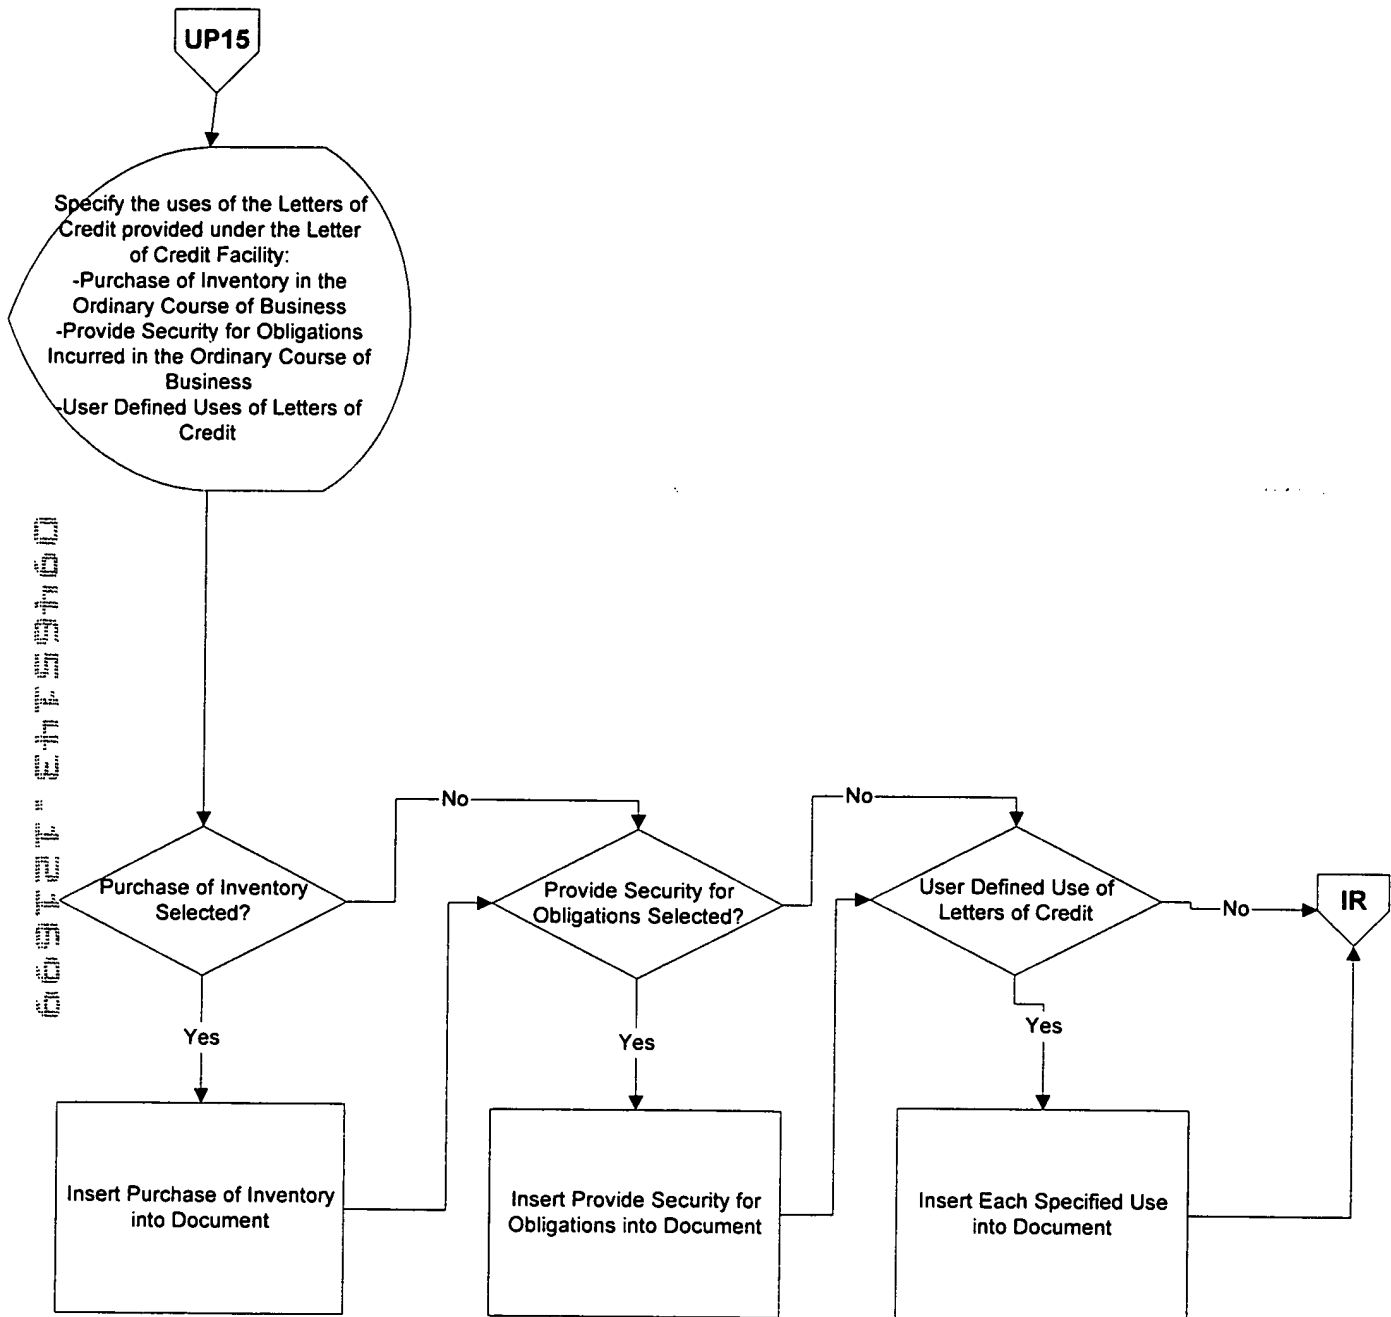 UP15
Specify the uses of the Letters of
Credit provided under the Letter
of Credit Facility:
-Purchase of Inventory in the
Ordinary Course of Business
-Provide Security for Obligations
Incurred in the Ordinary Course of
Business
-User Defined Uses of Letters of
Credit
09465143.121699
No
No
Purchase of Inventory
Selected?
Provide Security for
Obligations Selected?
User Defined Use of
Letters of Credit
No
IR
Yes
Yes
Yes
Insert Purchase of Inventory
into Document
Insert Provide Security for
Obligations into Document
Insert Each Specified Use
into Document